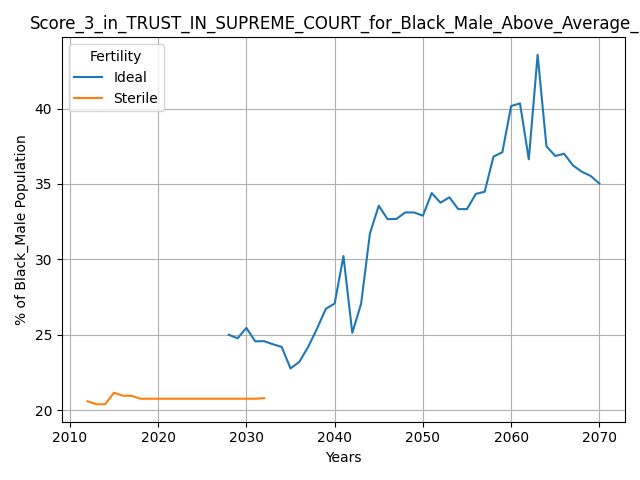 Score_3_in_TRUST_IN_SUPREME_COURT_for_Black_Male_Above_Average_
Fertility
Ideal
Sterile
% of Black_Male Population
40
35
30
25
20
2010 2020 2030 2040 2050 2060 2070
Years